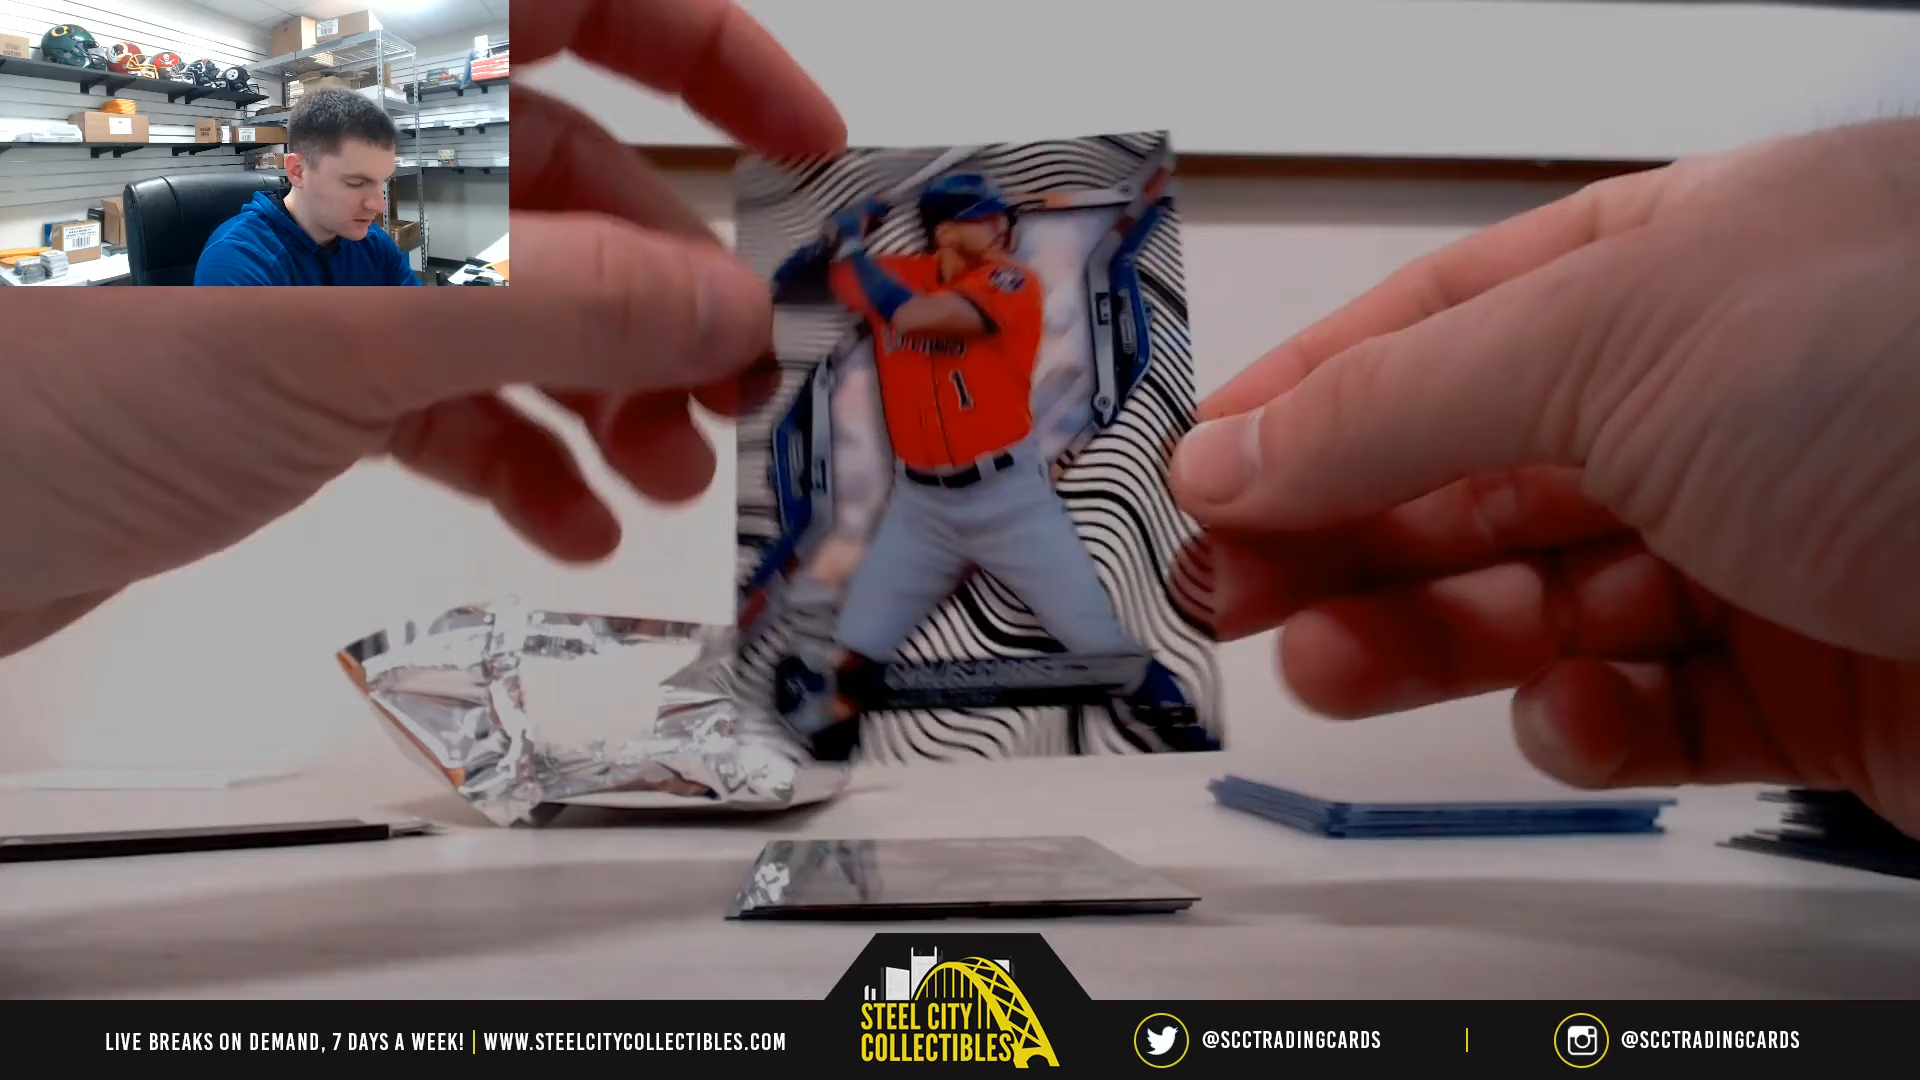 1
LIVE BREAKS ON DEMAND, 7 DAYS A WEEK! | WWW.STEELCITYCOLLECTIBLES.COM
STEEL CITY
COLLECTIBLES
@SCCTRADINGCARDS | @SCCTRADINGCARDS